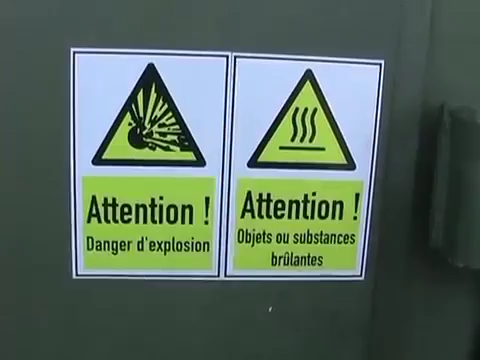 Attention !
Danger d'explosion
Attention !
Objets ou substances
brûlantes